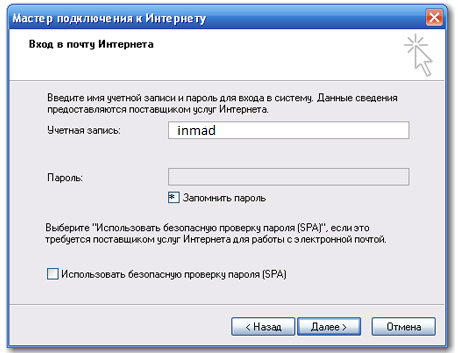 Мастер подключения к Интернету
Вход в почту Интернета
Введите имя учетной записи и пароль для входа в систему. Данные сведения
предоставляются поставщиком услуг Интернета.
Учетная запись:
inmad
Пароль:
* Запомнить пароль
Выберите "Использовать безопасную проверку пароля (SPA)", если это
требуется поставщиком услуг Интернета для работы с электронной почтой.
Использовать безопасную проверку пароля (SPA)
< Назад
Далее >
Отмена